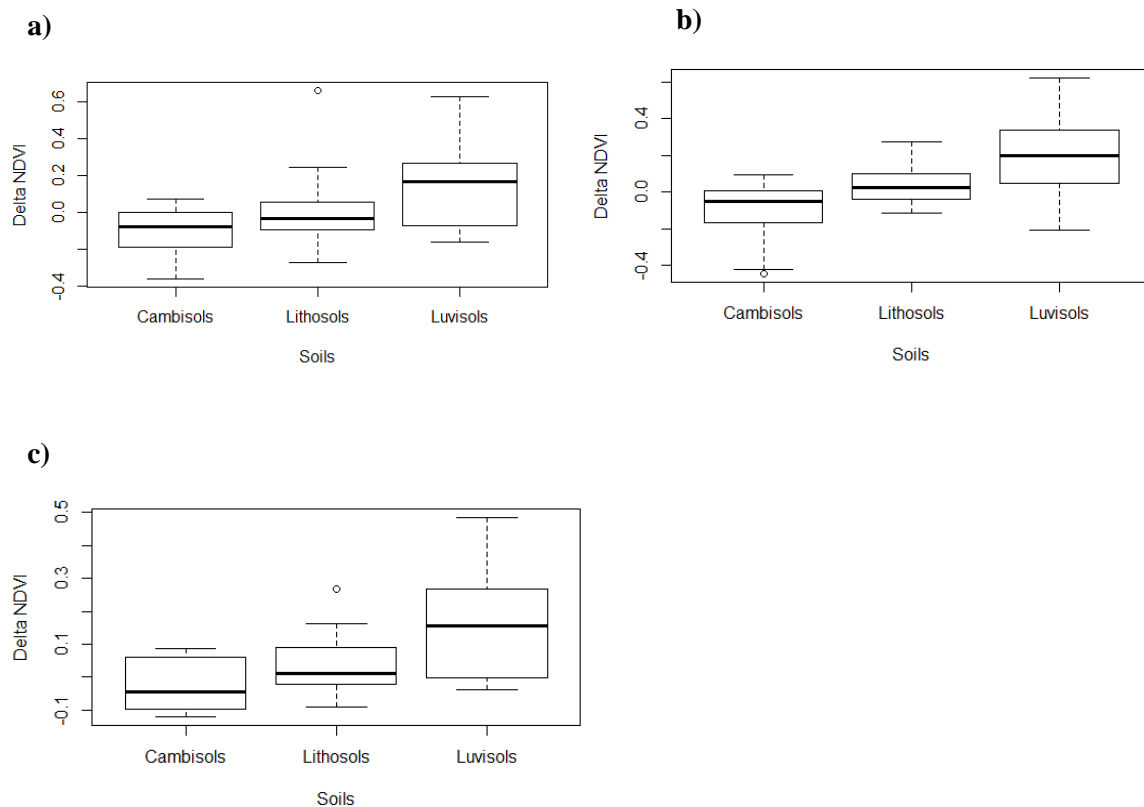 a)
Delta NDVI
0.6
0.4
0.2
0.0
-0.4
Cambisols Lithosols Luvisols
Soils
b)
Delta NDVI
0.4
0.0
-0.4
Cambisols Lithosols Luvisols
Soils
c)
Delta NDVI
0.5
0.3
0.1
-0.1
Cambisols Lithosols Luvisols
Soils